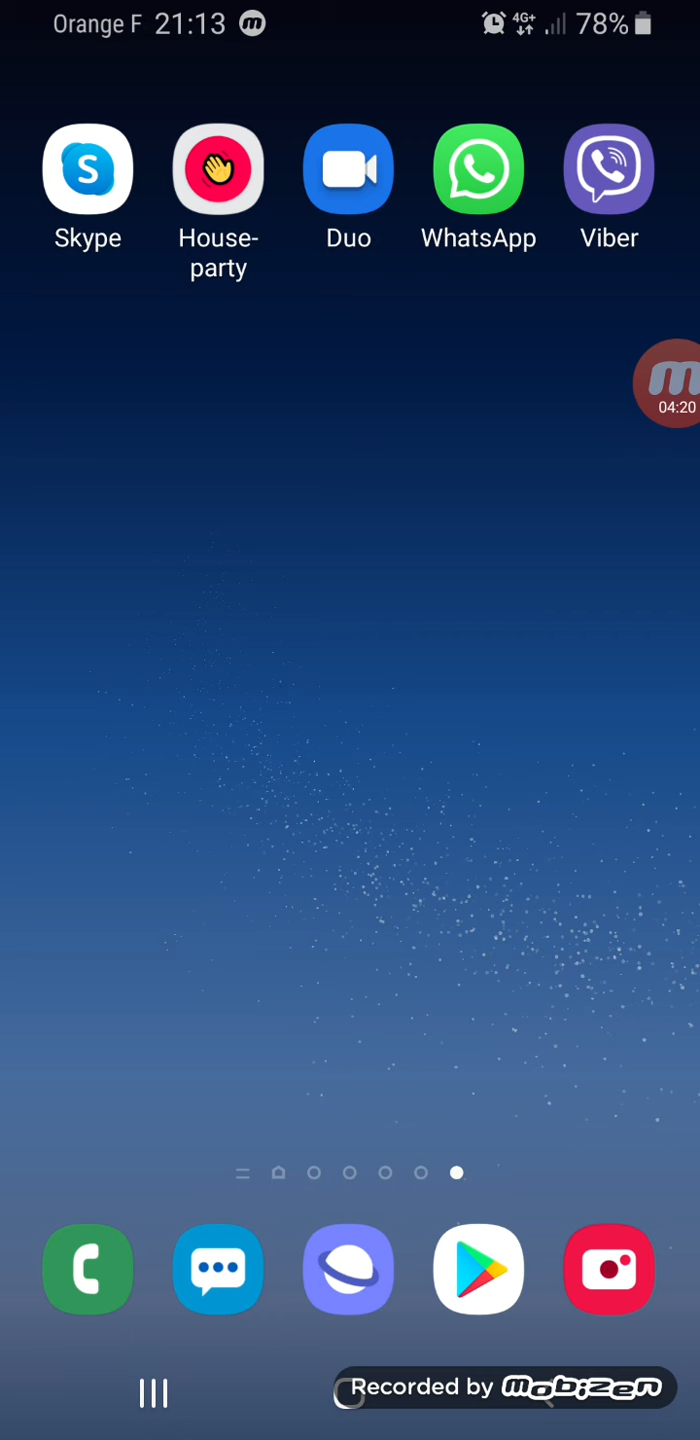 Orange F 21:13 m 4G+ 78%
S
Skype House-party Duo WhatsApp Viber
m
04:20
Recorded by mobizen